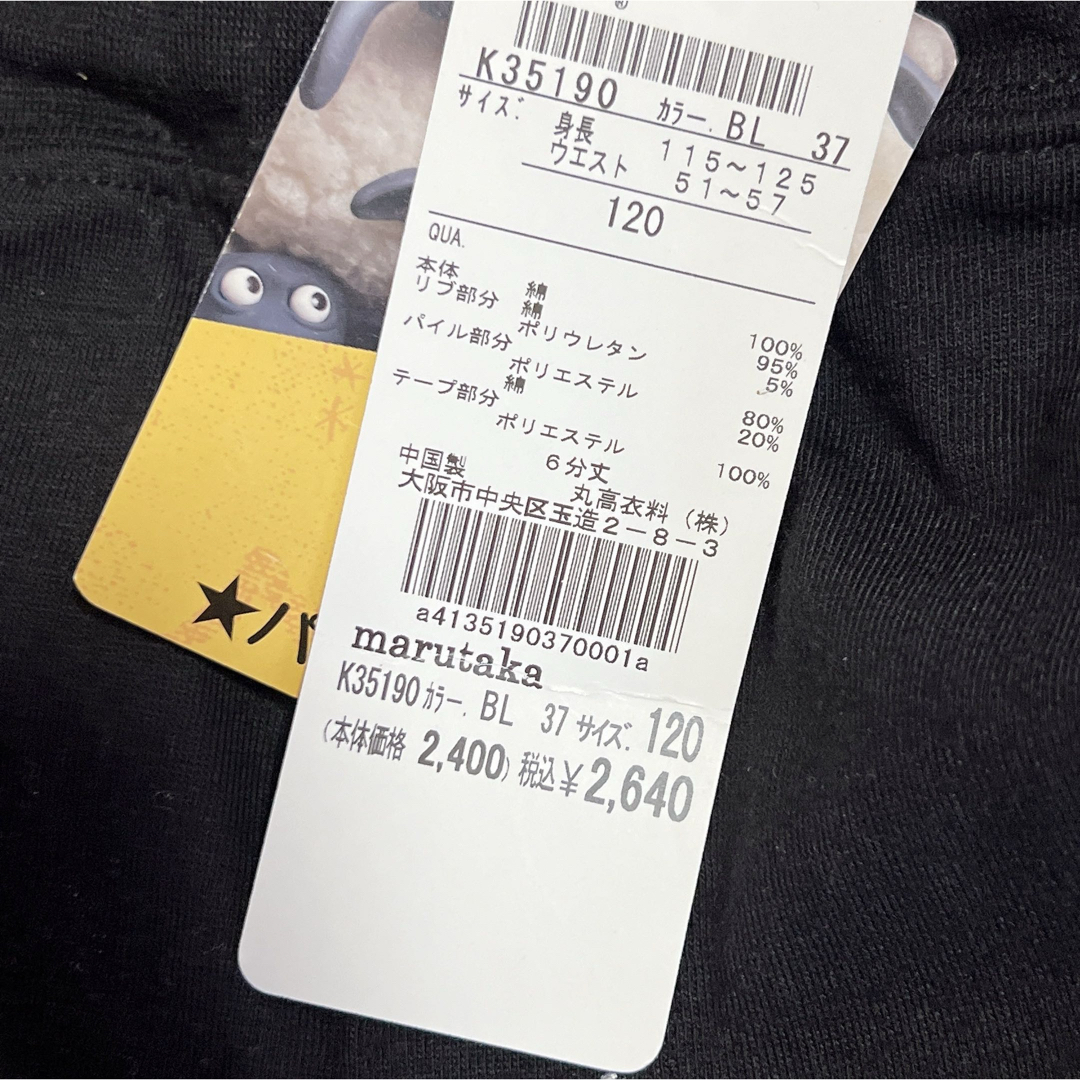 K35190 カラー. BL 37
サイズ. 身長 115～125
ウエスト 51～57
120
QUA.
本体 綿 100%
リブ部分 綿 95%
ポリウレタン 5%
パイル部分
ポリエステル 80%
綿 20%
テープ部分
ポリエステル 100%
中国製 6分丈
丸高衣料（株）
大阪市中央区玉造2-8-3
a41351903700​01a
marutaka
K35190 カラー. BL 37 サイズ. 120
(本体価格 2,400) 税込￥2,640
★パ